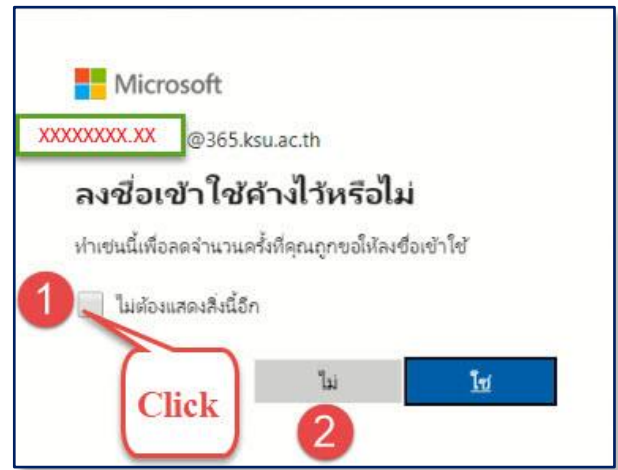 Microsoft
XXXXXXXX.XX @365.ksu.ac.th
ลงชื่อเข้าใช้ค้างไว้หรือไม่
ทำเช่นนี้เพื่อลดจำนวนครั้งที่คุณถูกขอให้ลงชื่อเข้าใช้
1 ไม่ต้องแสดงสิ่งนี้อีก
Click
ไม่ ใช่
2